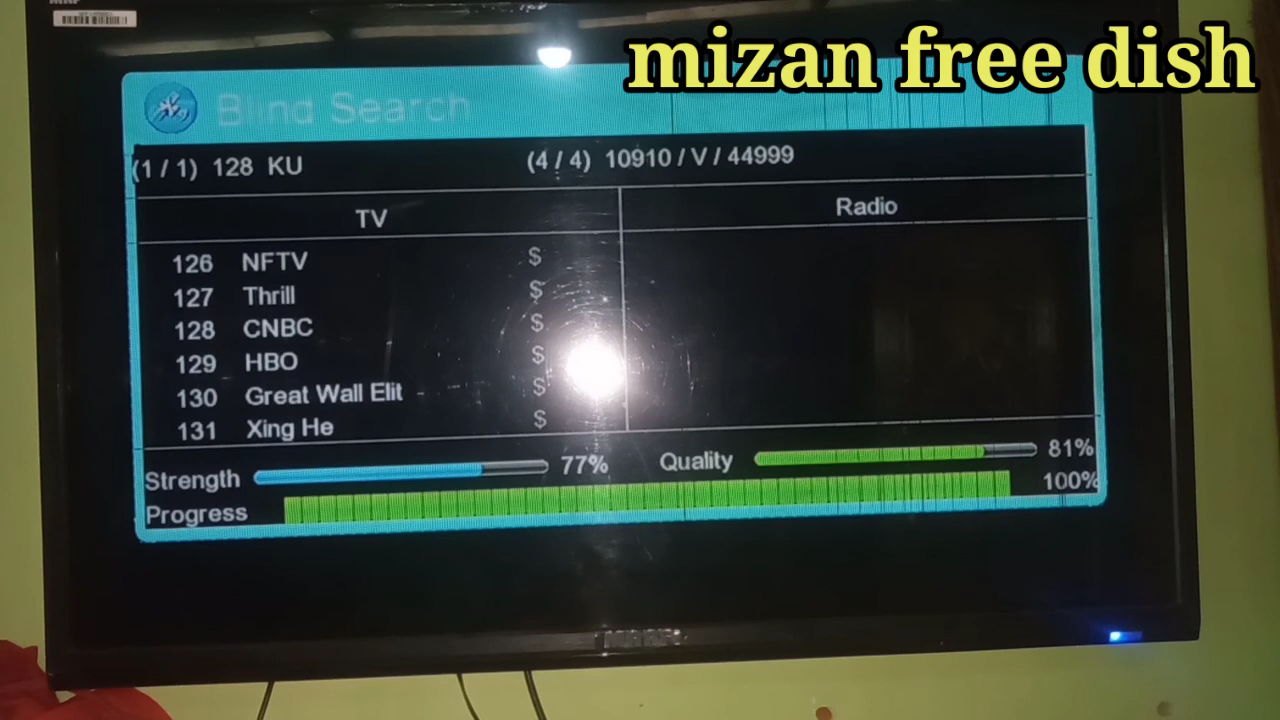 mizan free dish
Blind Search
(1 / 1) 128 KU (4 / 4) 10910 / V / 44999
TV Radio
126 NFTV $
127 Thrill $
128 CNBC $
129 HBO $
130 Great Wall Elit $
131 Xing He $
Strength 77% Quality 81%
Progress 100%